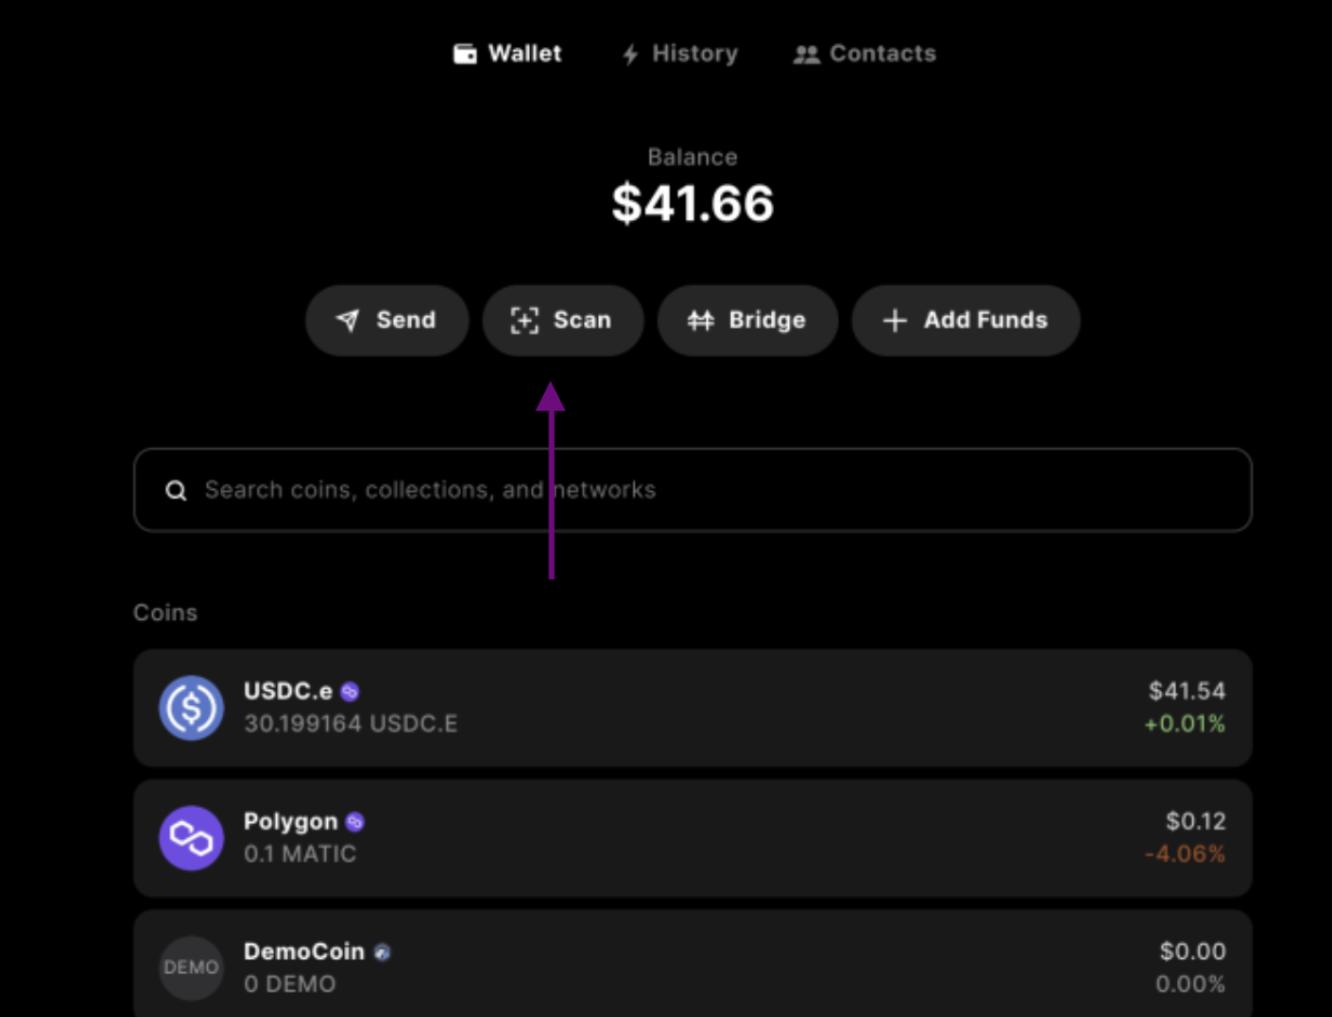 Wallet History Contacts
Balance
$41.66
Send Scan Bridge Add Funds
Search coins, collections, and networks
Coins
USDC.e $41.54
30.199164 USDC.E +0.01%
Polygon $0.12
0.1 MATIC -4.06%
DEMO DemoCoin $0.00
0 DEMO 0.00%